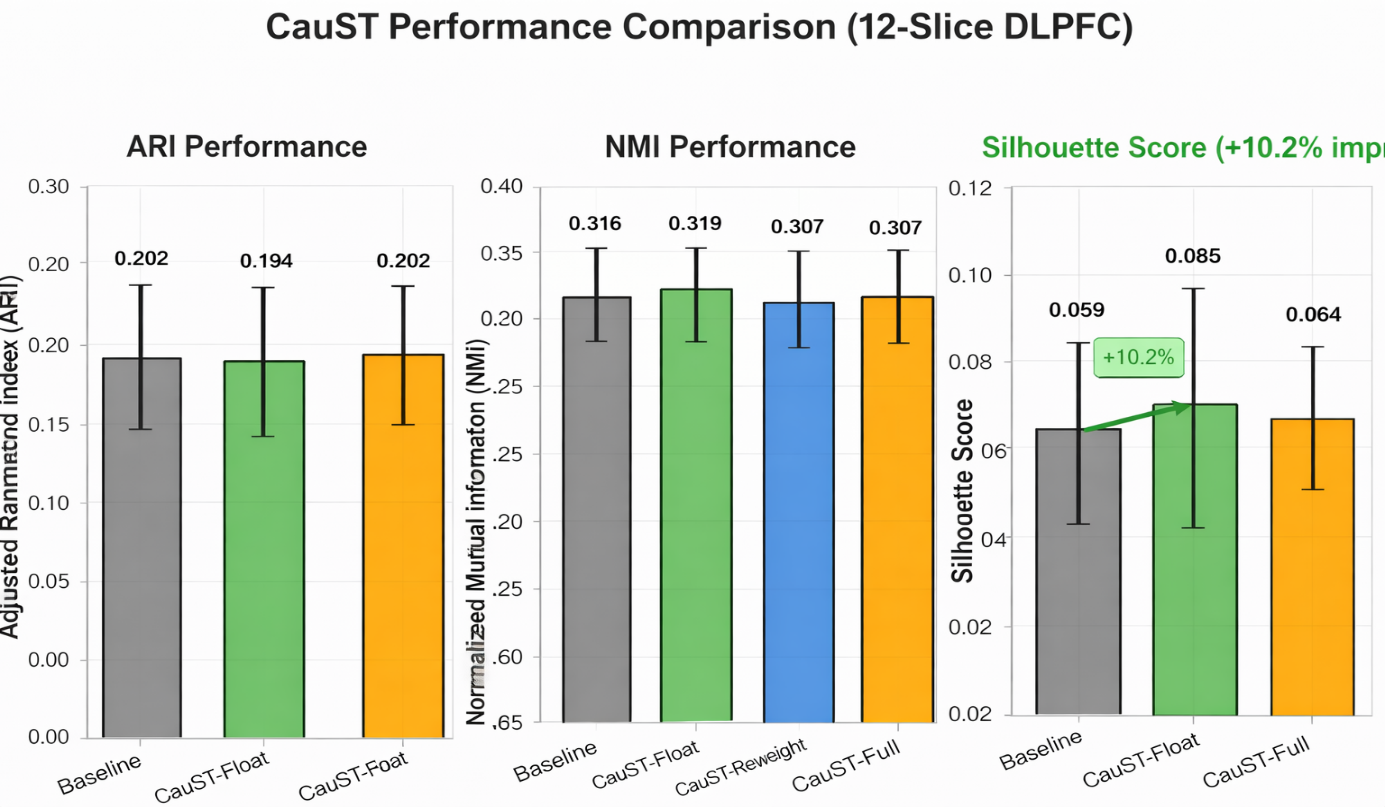 CauST Performance Comparison (12-Slice DLPFC)
ARI Performance
Adjusted Ranmatnd indeex (ARI)
0.30
0.20
0.20
0.15
0.10
0.05
0.00
0.00
0.202
0.194
0.202
Baseline
CauST-Float
CauST-Foat
NMI Performance
Normalizeed Mutiual infomaton (NMi)
0.40
0.35
0.20
.25
.25
.20
.25
.60
.65
0.316
0.319
0.307
0.307
Baseline
CauST-Float
CauST-Reweight
CauST-Full
Silhouette Score (+10.2% impr
Silhouette Score
0.12
0.10
0.08
06
04
0.02
0.02
0.059
0.085
0.064
+10.2%
Baseline
CauST-Float
CauST-Full